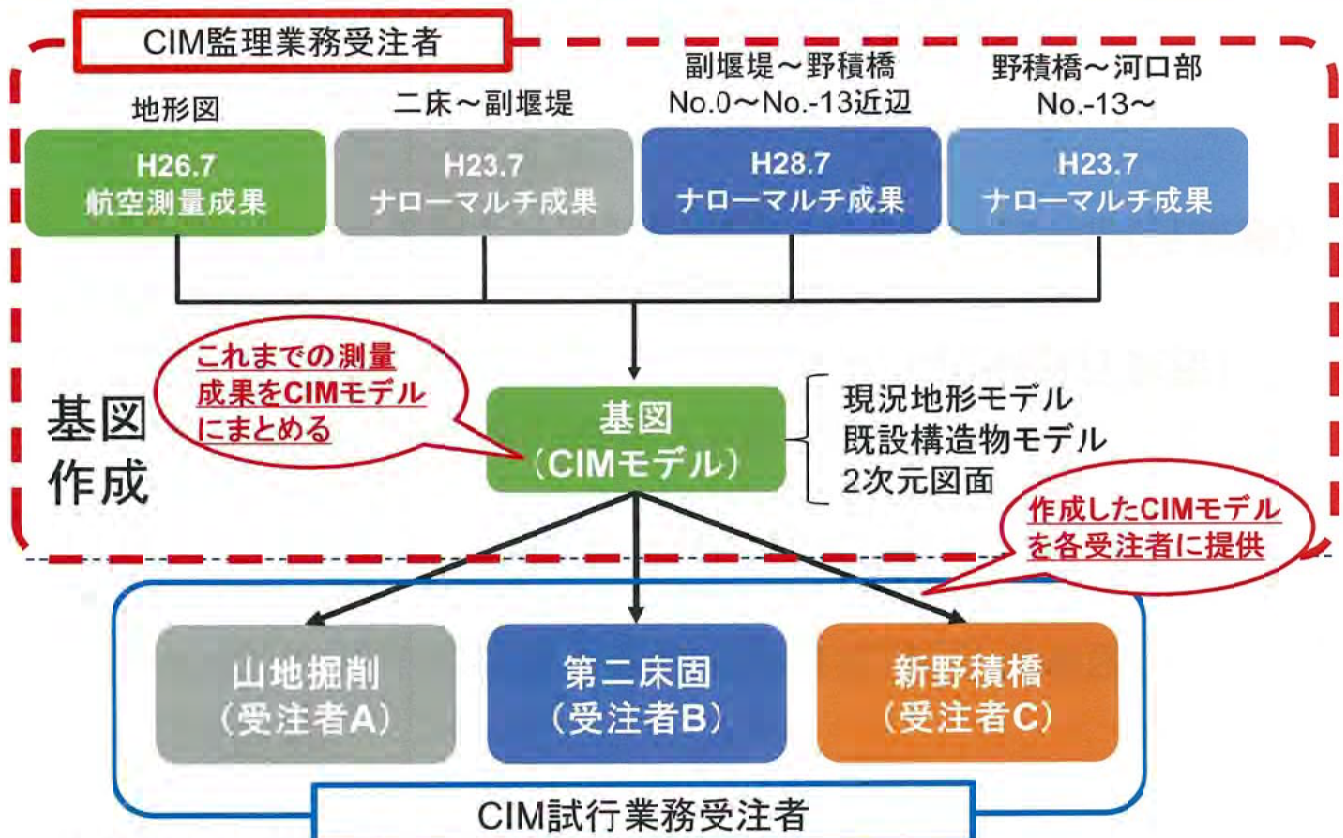 CIM監理業務受注者
地形図
H26.7
航空測量成果
二床～副堰堤
H23.7
ナローマルチ成果
副堰堤～野積橋
No.0～No.-13近辺
H28.7
ナローマルチ成果
野積橋～河口部
No.-13～
H23.7
ナローマルチ成果
これまでの測量
成果をCIMモデル
にまとめる
基図
作成
基図
（CIMモデル）
現況地形モデル
既設構造物モデル
2次元図面
作成したCIMモデル
を各受注者に提供
山地掘削
（受注者A）
第二床固
（受注者B）
新野積橋
（受注者C）
CIM試行業務受注者